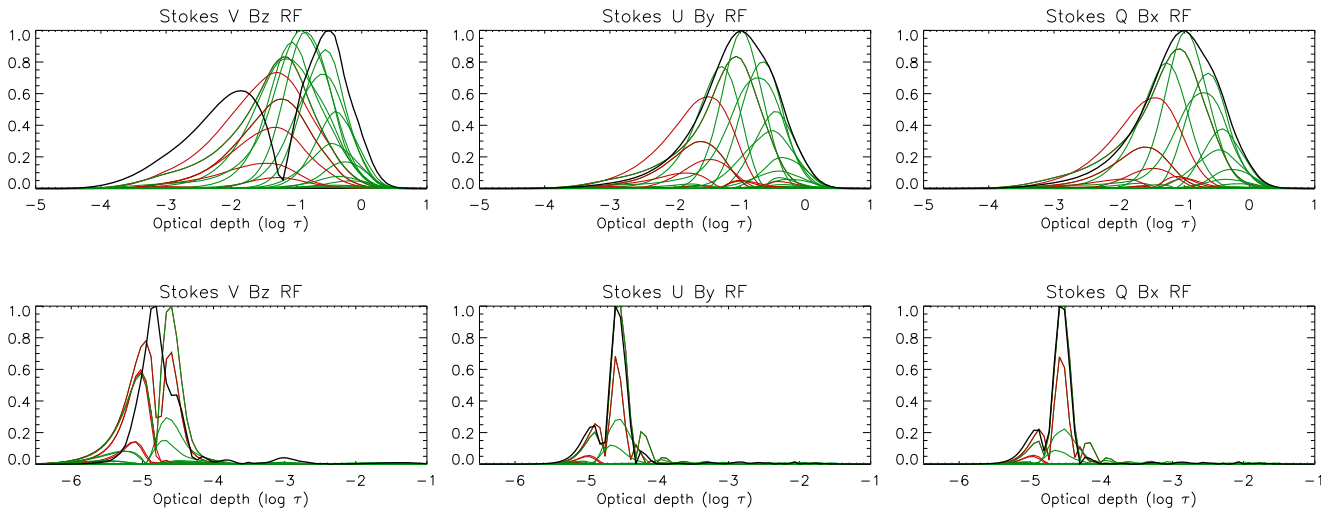 Stokes V Bz RF
Stokes U By RF
Stokes Q Bx RF
1.0
0.8
0.6
0.4
0.2
0.0
1.0
0.8
0.6
0.4
0.2
0.0
1.0
0.8
0.6
0.4
0.2
0.0
−5 −4 −3 −2 −1 0 1
−5 −4 −3 −2 −1 0 1
−5 −4 −3 −2 −1 0 1
Optical depth (log τ)
Optical depth (log τ)
Optical depth (log τ)
Stokes V Bz RF
Stokes U By RF
Stokes Q Bx RF
1.0
0.8
0.6
0.4
0.2
0.0
1.0
0.8
0.6
0.4
0.2
0.0
1.0
0.8
0.6
0.4
0.2
0.0
−6 −5 −4 −3 −2 −1
−6 −5 −4 −3 −2 −1
−6 −5 −4 −3 −2 −1
Optical depth (log τ)
Optical depth (log τ)
Optical depth (log τ)